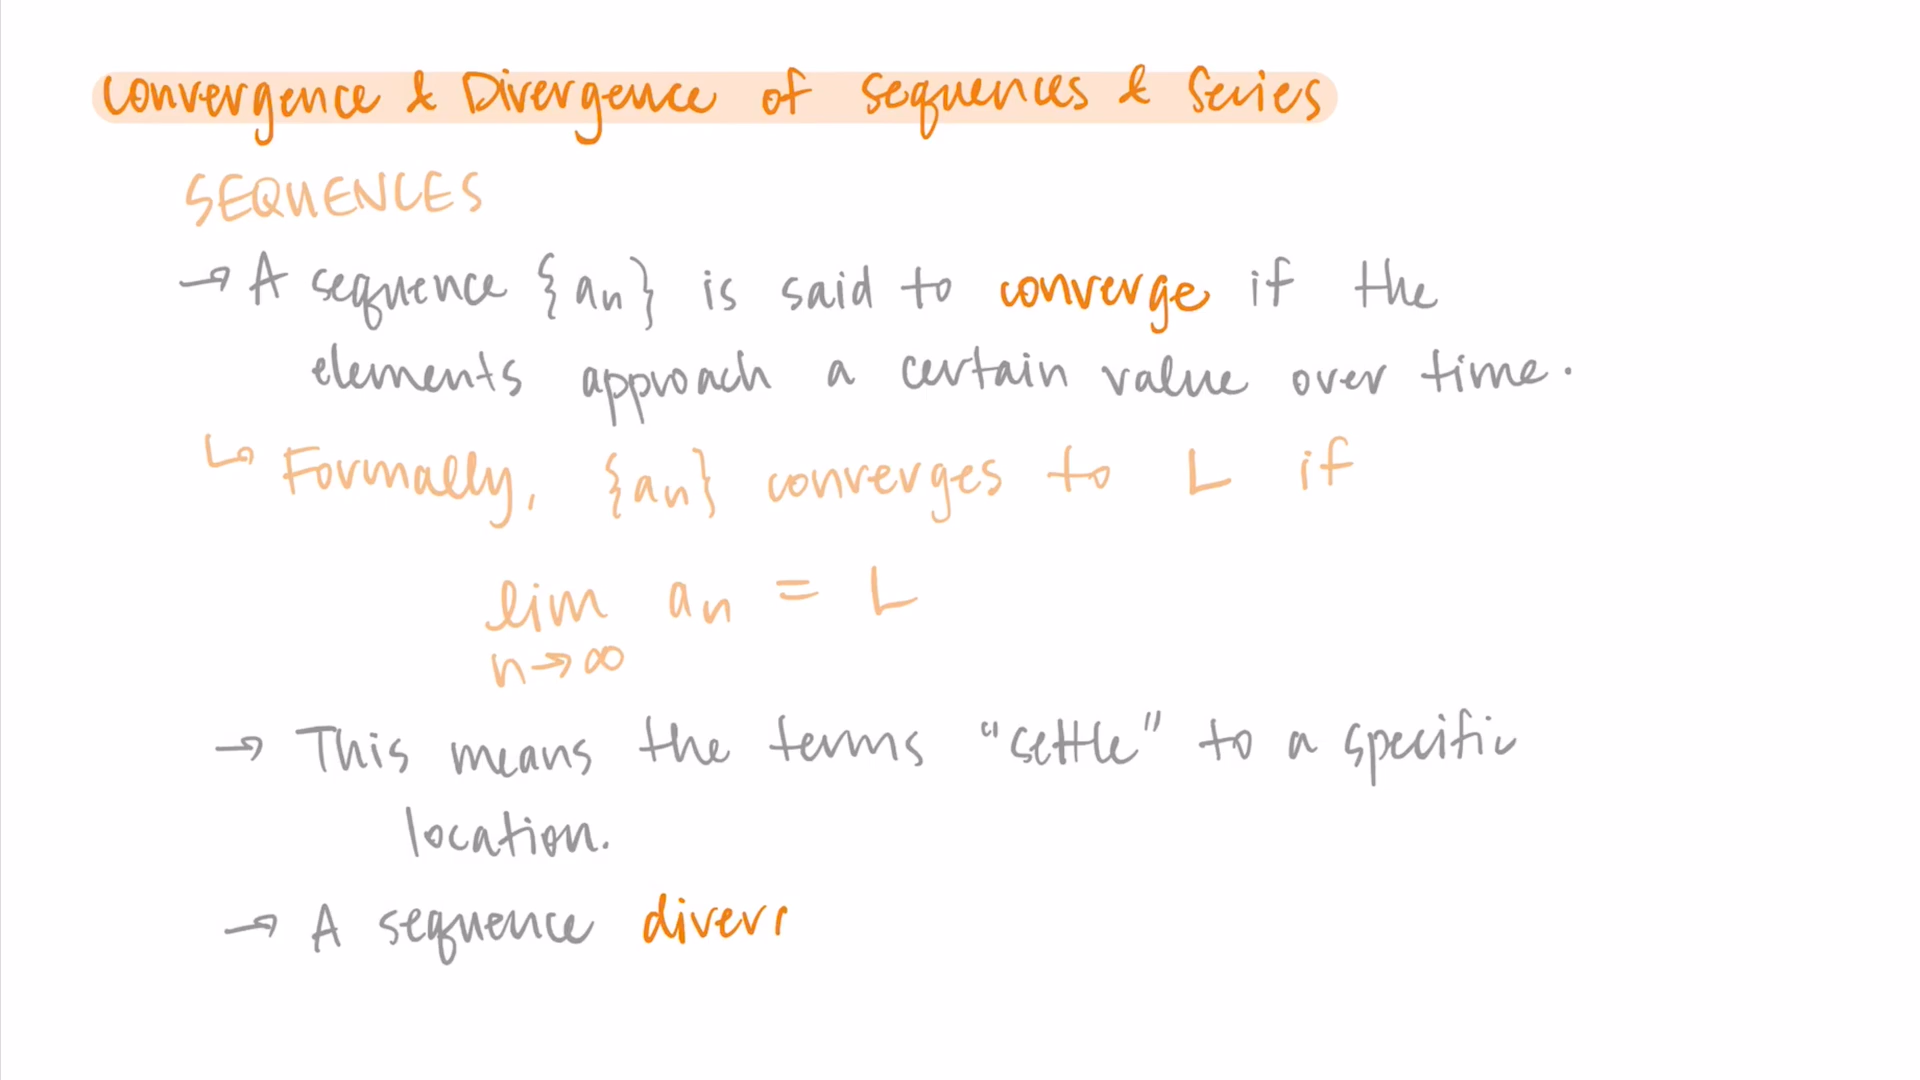 Convergence & Divergence of Sequences & Series
SEQUENCES
→ A sequence {an} is said to converge if the
elements approach a certain value over time.
↳ Formally, {an} converges to L if
lim an = L
n→∞
→ This means the terms "settle" to a specific
location.
→ A sequence diverr